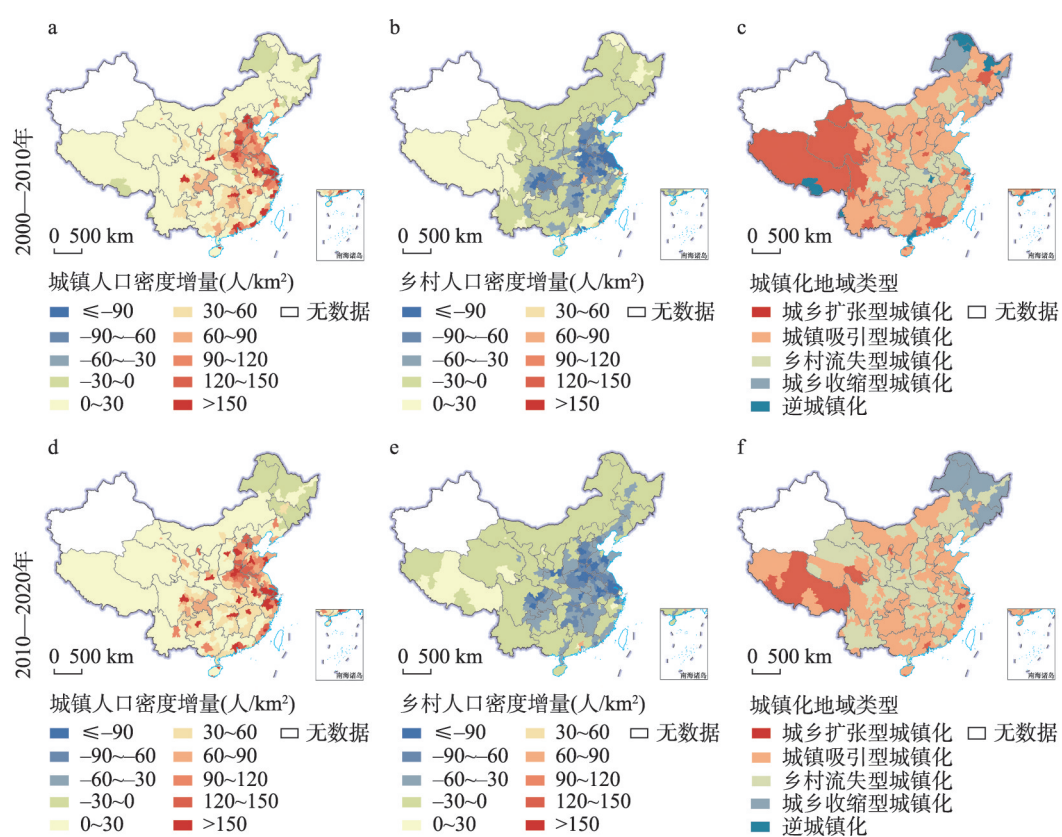 a
b
c
2000—2010年
0 500 km
南海诸岛
0 500 km
南海诸岛
0 500 km
南海诸岛
城镇人口密度增量(人/km²)
≤–90
30~60
无数据
–90~–60
60~90
–60~–30
90~120
–30~0
120~150
0~30
>150
乡村人口密度增量(人/km²)
≤–90
30~60
无数据
–90~–60
60~90
–60~–30
90~120
–30~0
120~150
0~30
>150
城镇化地域类型
城乡扩张型城镇化
无数据
城镇吸引型城镇化
乡村流失型城镇化
城乡收缩型城镇化
逆城镇化
d
e
f
2010—2020年
0 500 km
南海诸岛
0 500 km
南海诸岛
0 500 km
南海诸岛
城镇人口密度增量(人/km²)
≤–90
30~60
无数据
–90~–60
60~90
–60~–30
90~120
–30~0
120~150
0~30
>150
乡村人口密度增量(人/km²)
≤–90
30~60
无数据
–90~–60
60~90
–60~–30
90~120
–30~0
120~150
0~30
>150
城镇化地域类型
城乡扩张型城镇化
无数据
城镇吸引型城镇化
乡村流失型城镇化
城乡收缩型城镇化
逆城镇化